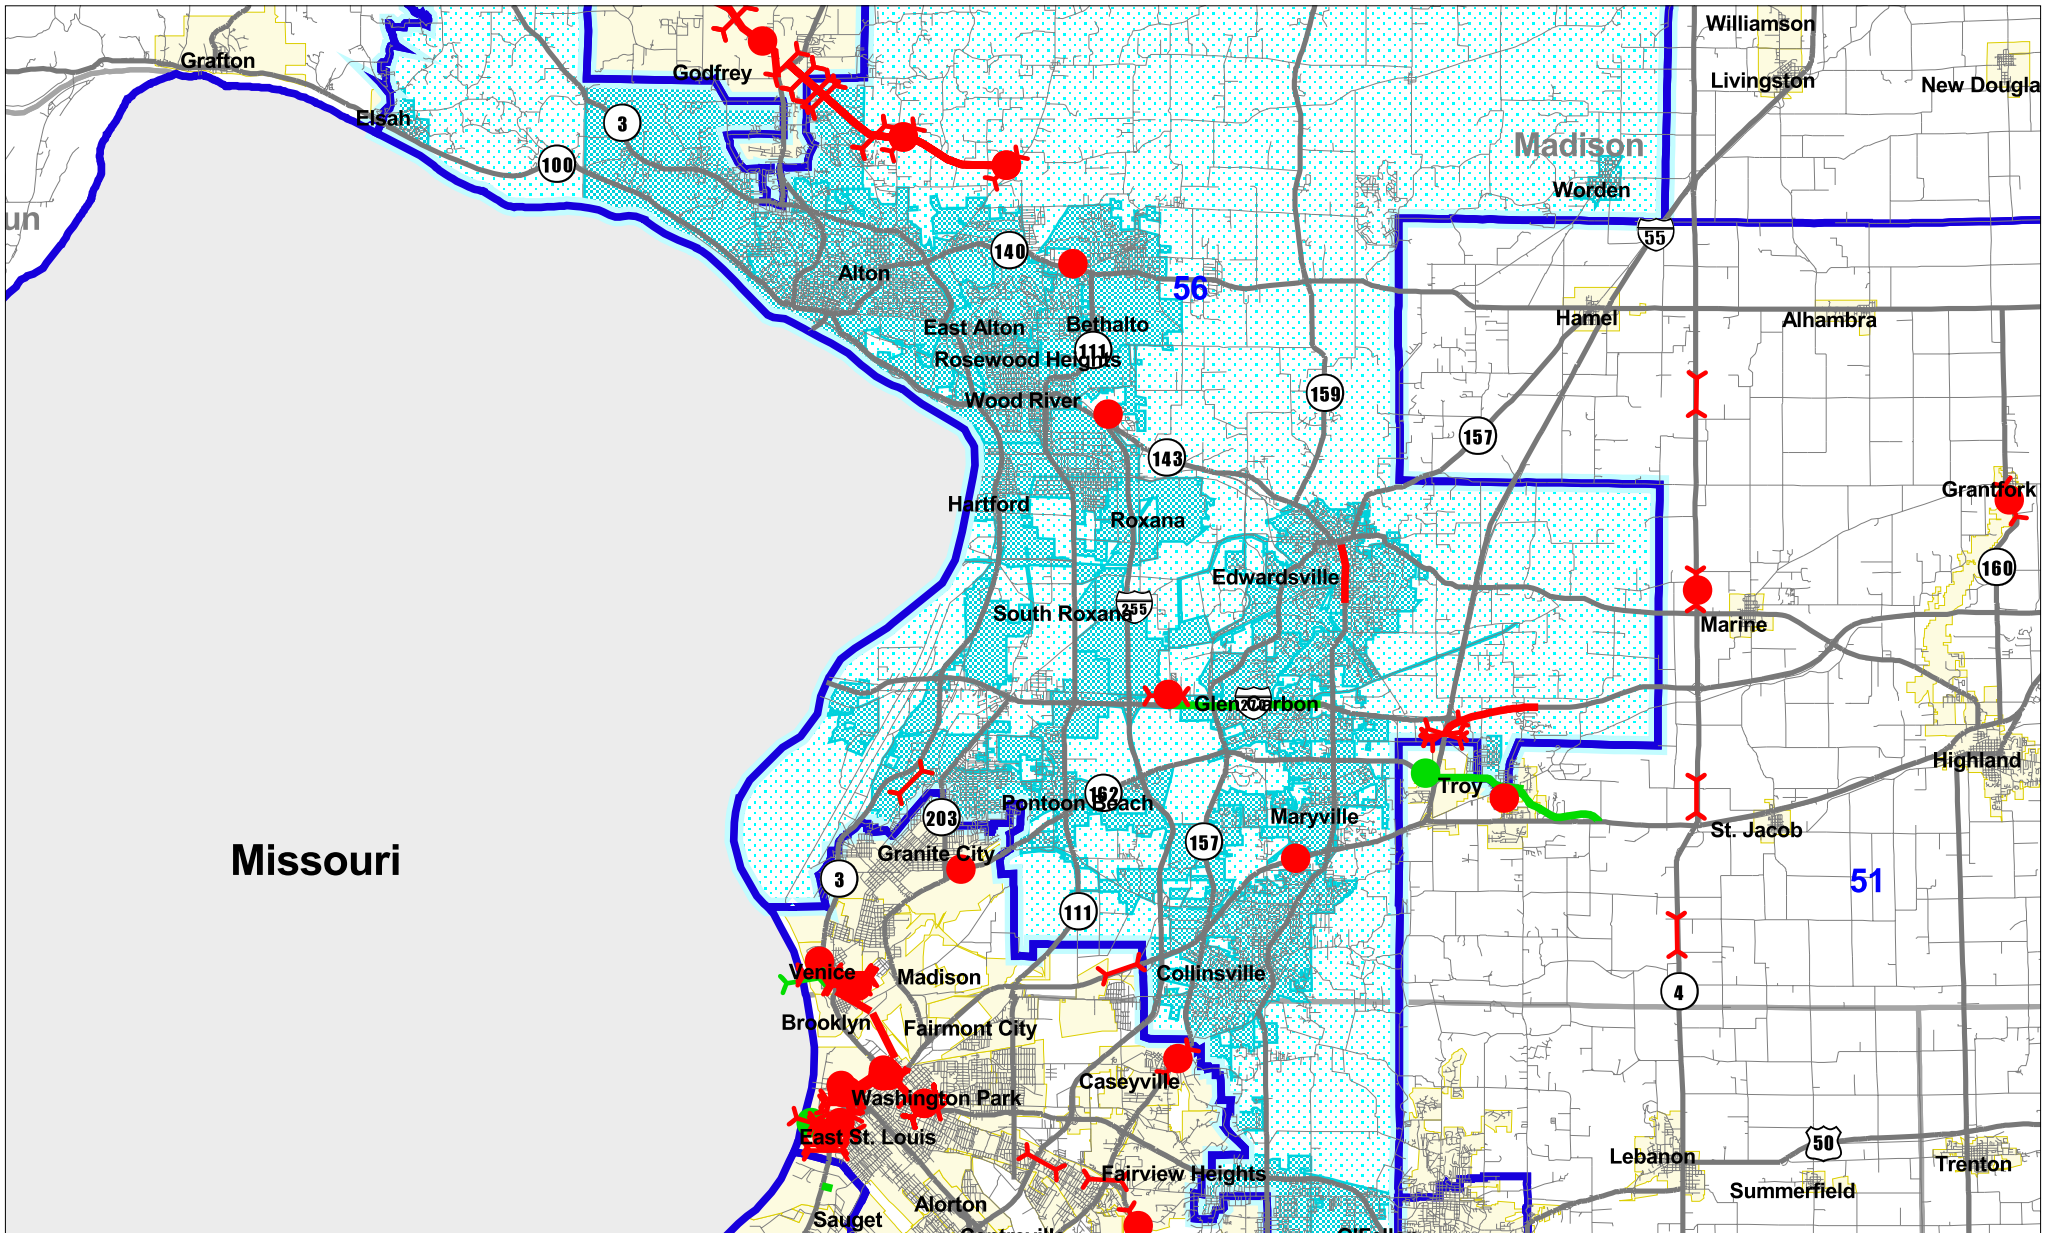 Williamson
Grafton
Godfrey
Livingston
New Dougla
Elsah
3
Madison
100
Worden
un
55
140
Alton
56
East Alton
Bethalto
Hamel
Alhambra
111
Rosewood Heights
Wood River
159
157
143
Grantfork
Hartford
Roxana
160
Edwardsville
South Roxana
255
Marine
Glen Carbon
Highland
Troy
162
Pontoon Beach
203
Maryville
St. Jacob
157
Granite City
Missouri
3
51
111
Venice
Madison
Collinsville
4
Brooklyn
Fairmont City
Caseyville
Washington Park
East St. Louis
50
Lebanon
Trenton
Fairview Heights
Summerfield
Alorton
Sauget